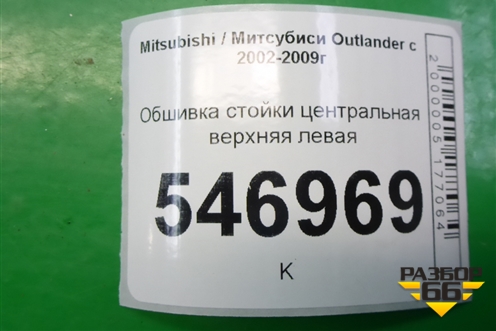 Mitsubishi / Митсубиси Outlander с
2002-2009г
Обшивка стойки центральная
верхняя левая
546969
К
2000005177064
РАЗБОР
66